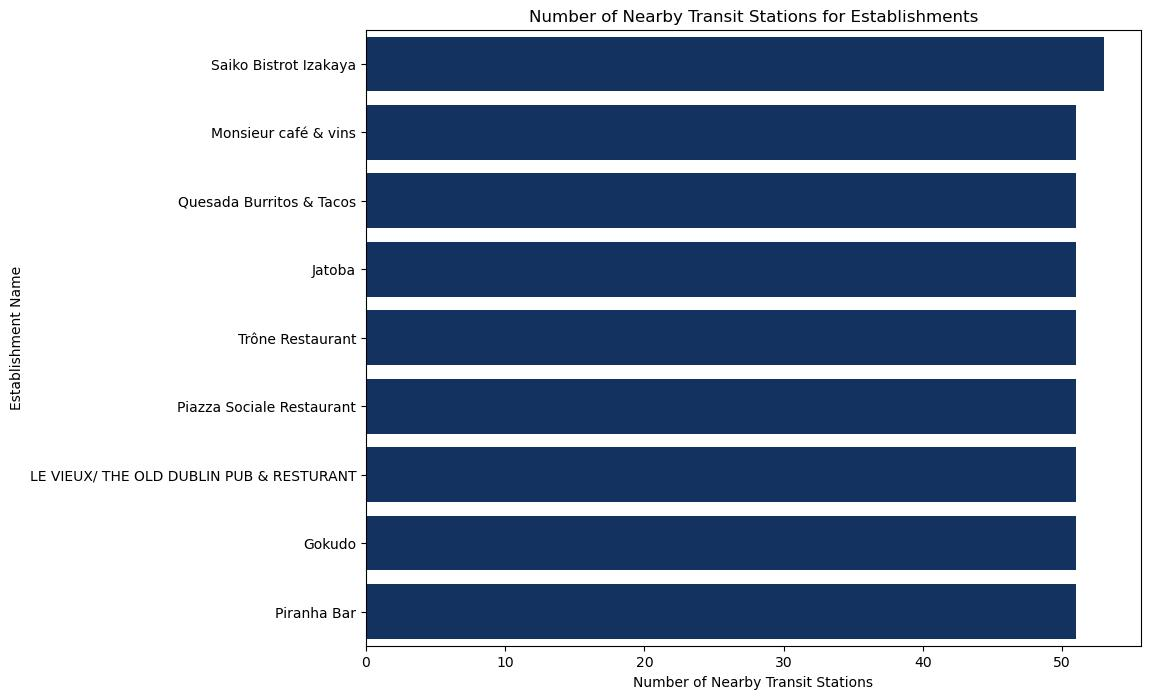 Number of Nearby Transit Stations for Establishments
Establishment Name
Saiko Bistrot Izakaya
Monsieur café & vins
Quesada Burritos & Tacos
Jatoba
Trône Restaurant
Piazza Sociale Restaurant
LE VIEUX/ THE OLD DUBLIN PUB & RESTURANT
Gokudo
Piranha Bar
0 10 20 30 40 50
Number of Nearby Transit Stations